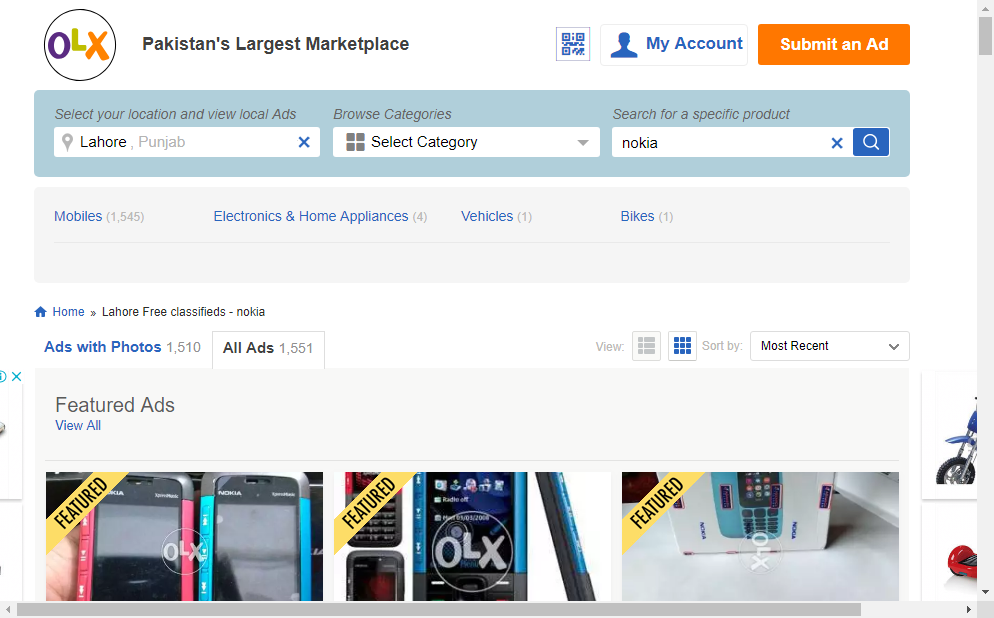 OLX
Pakistan's Largest Marketplace
My Account
Submit an Ad
Select your location and view local Ads
Browse Categories
Search for a specific product
Lahore , Punjab
Select Category
nokia
Mobiles (1,545)
Electronics & Home Appliances (4)
Vehicles (1)
Bikes (1)
Home » Lahore Free classifieds - nokia
Ads with Photos 1,510
All Ads 1,551
View:
Sort by:
Most Recent
Featured Ads
View All
FEATURED
NOKIA
OLX
FEATURED
Radio off
OLX
Menu
FEATURED
NOKIA
NOKIA
OLX